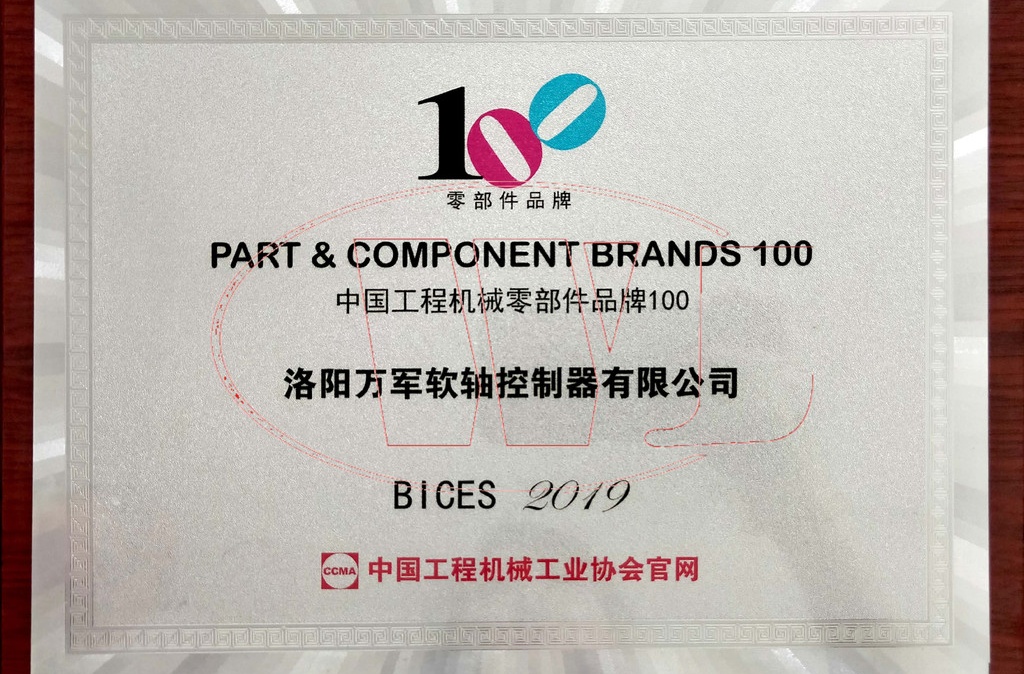 100
零部件品牌
PART & COMPONENT BRANDS 100
中国工程机械零部件品牌100
洛阳万军软轴控制器有限公司
BICES 2019
CCMA 中国工程机械工业协会官网
WJ